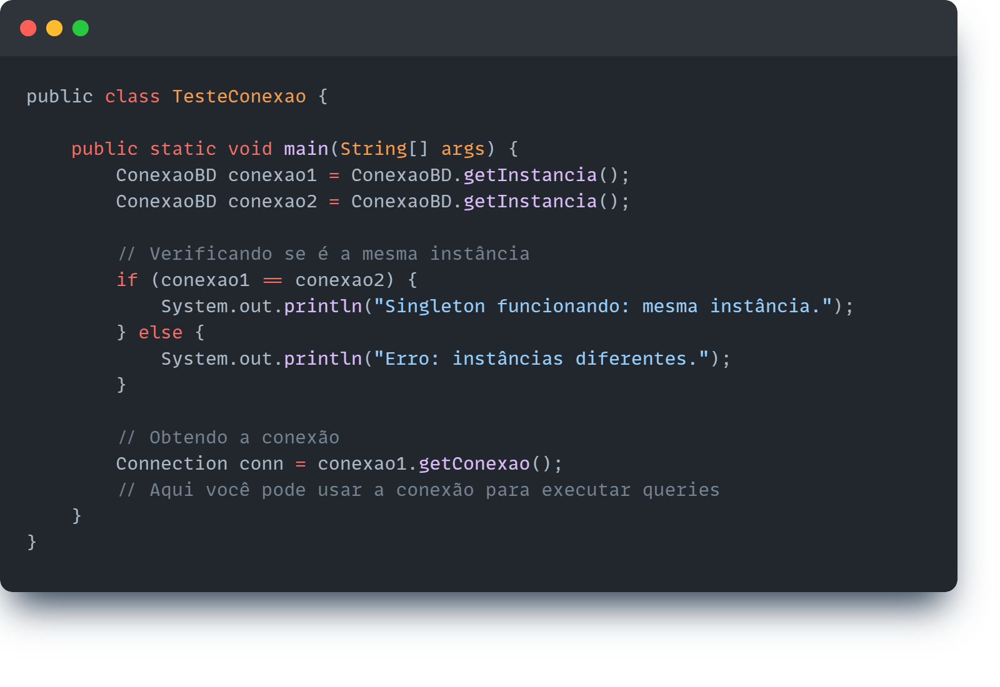 public class TesteConexao {
public static void main(String[] args) {
ConexaoBD conexao1 = ConexaoBD.getInstancia();
ConexaoBD conexao2 = ConexaoBD.getInstancia();
// Verificando se é a mesma instância
if (conexao1 == conexao2) {
System.out.println("Singleton funcionando: mesma instância.");
} else {
System.out.println("Erro: instâncias diferentes.");
}
// Obtendo a conexão
Connection conn = conexao1.getConexao();
// Aqui você pode usar a conexão para executar queries
}
}